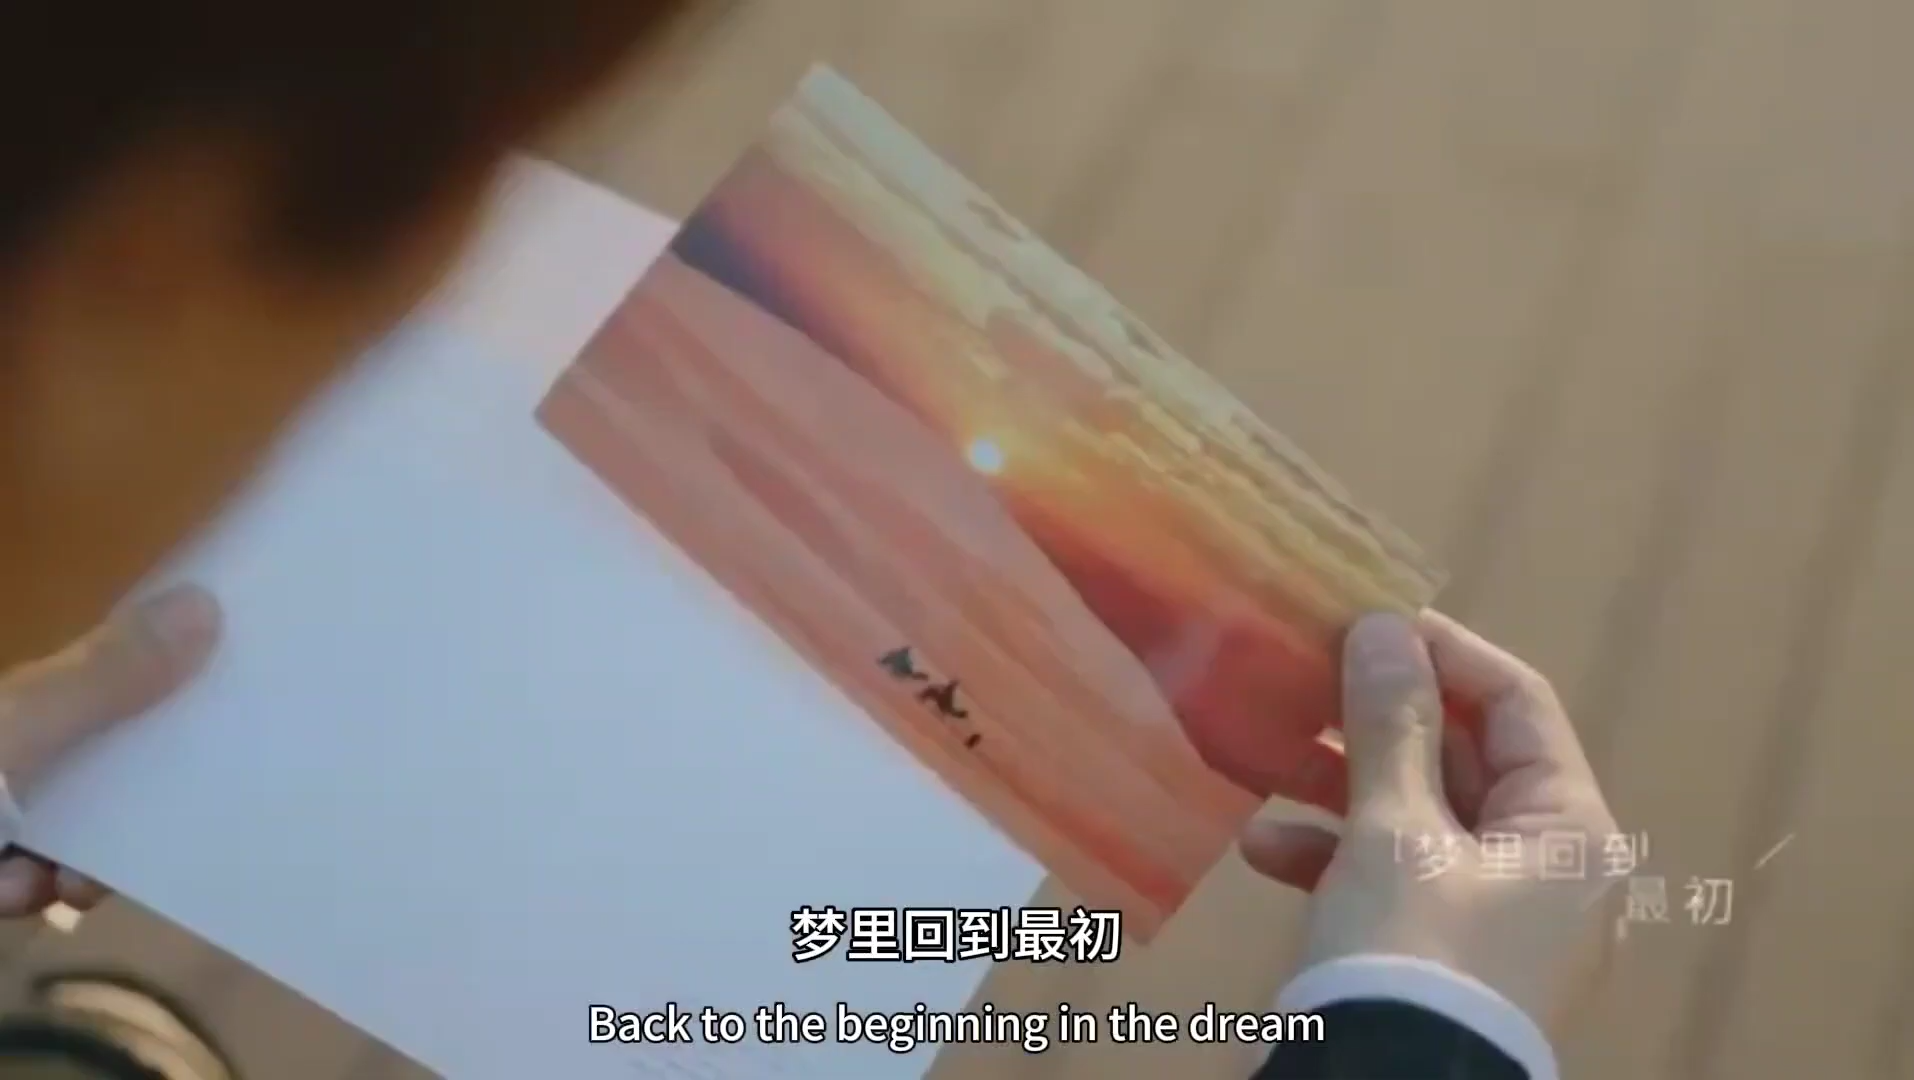 「梦里回到
最初
梦里回到最初
Back to the beginning in the dream